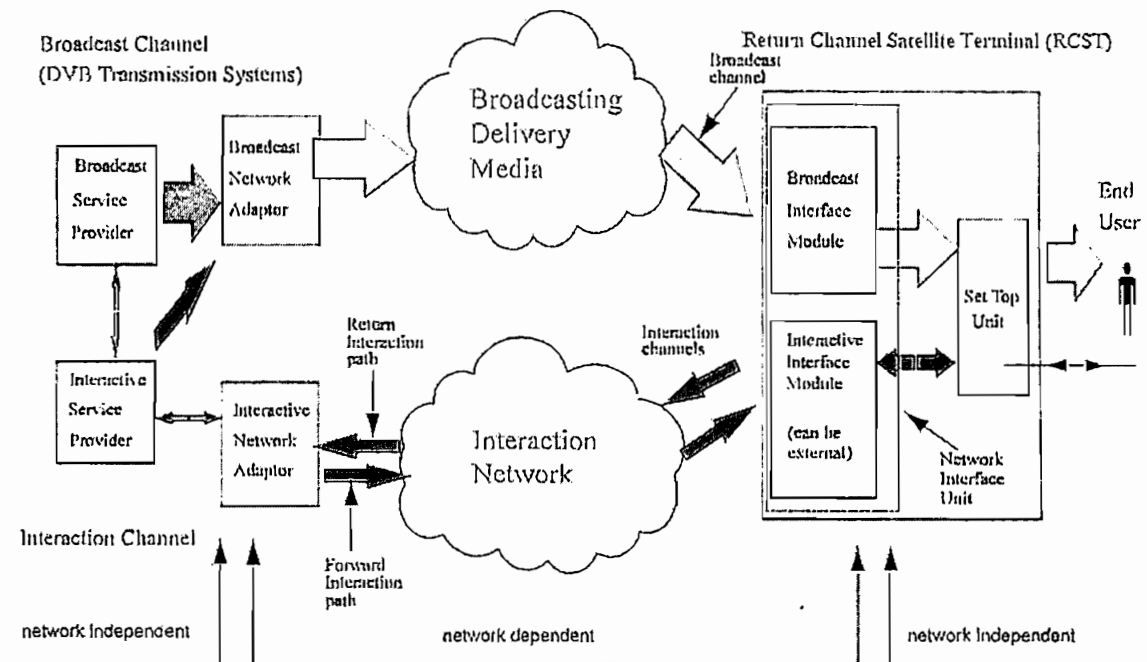 Broadcast Channel
(DVB Transmission Systems)
Return Channel Satellite Terminal (RCST)
Broadcast
channel
Broadcasting
Delivery
Media
Broadcast
Service
Provider
Broadcast
Network
Adaptor
Broadcast
Interface
Module
End
User
Set Top
Unit
Return
Interaction
path
Interaction
channels
Interactive
Service
Provider
Interactive
Network
Adaptor
Interaction
Network
Interactive
Interface
Module
(can be
external)
Network
Interface
Unit
Interaction Channel
Forward
Interaction
path
network Independent
network dependent
network Independent